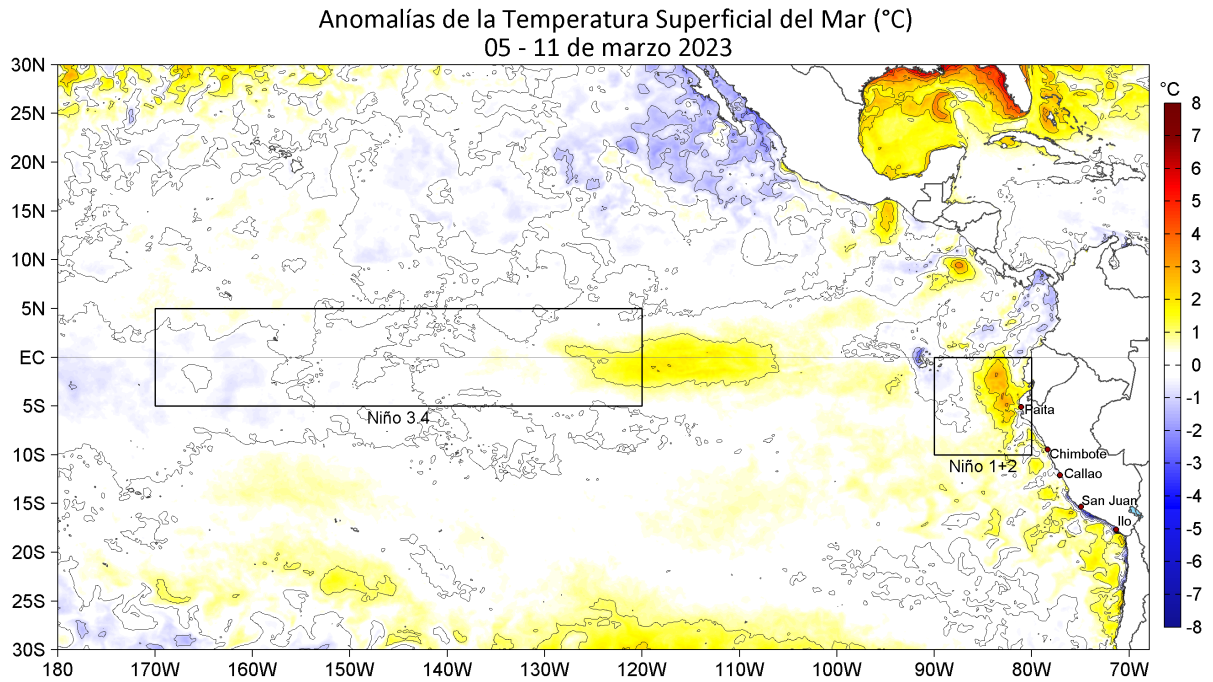 Anomalías de la Temperatura Superficial del Mar (°C)
05 - 11 de marzo 2023
30N
25N
20N
15N
10N
5N
EC
5S
10S
15S
20S
25S
30S
180
170W
160W
150W
140W
130W
120W
110W
100W
90W
80W
70W
Niño 3.4
Niño 1+2
Paita
Chimbote
Callao
San Juan
Ilo
°C
8
7
6
5
4
3
2
1
0
-1
-2
-3
-4
-5
-6
-7
-8